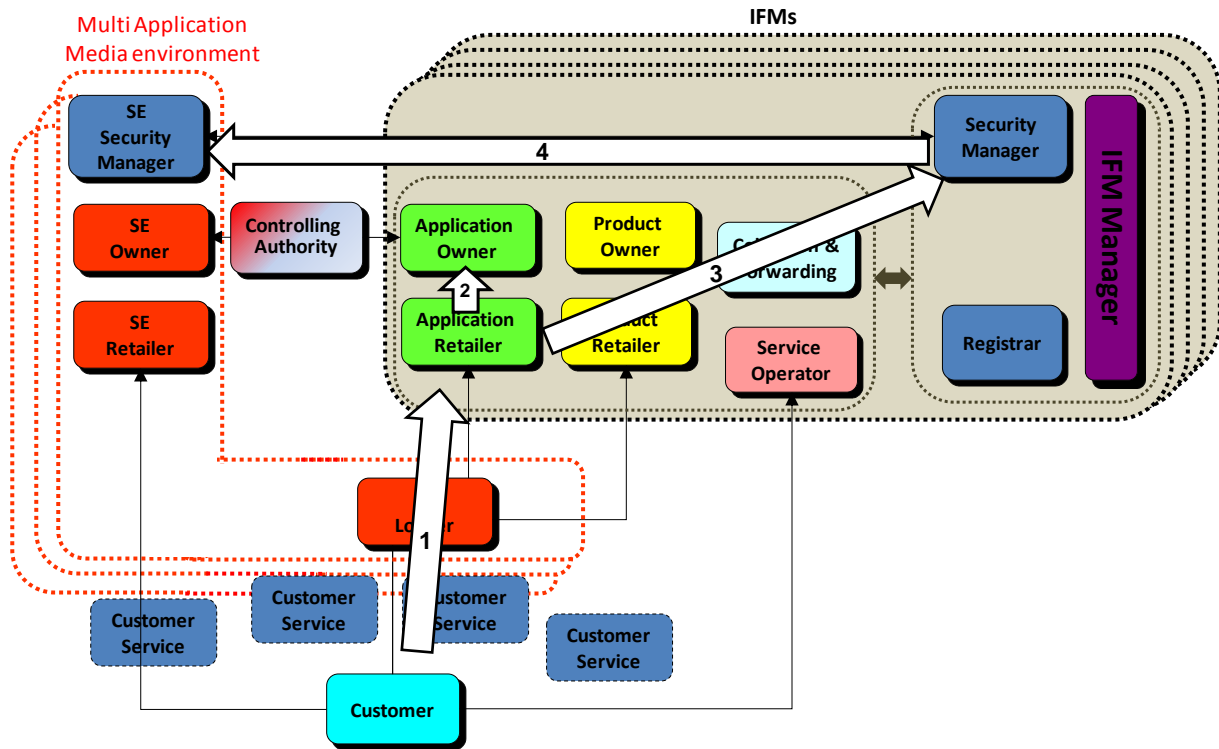 IFMs
Multi Application
Media environment
SE
Security
Manager
Security
Manager
IFM Manager
4
SE
Owner
Controlling
Authority
Application
Owner
Product
Owner
&
3
2
SE
Retailer
Application
Retailer
Retailer
Service
Operator
Registrar
1
Customer
Service
Customer
Service
Service
Customer
Service
Customer